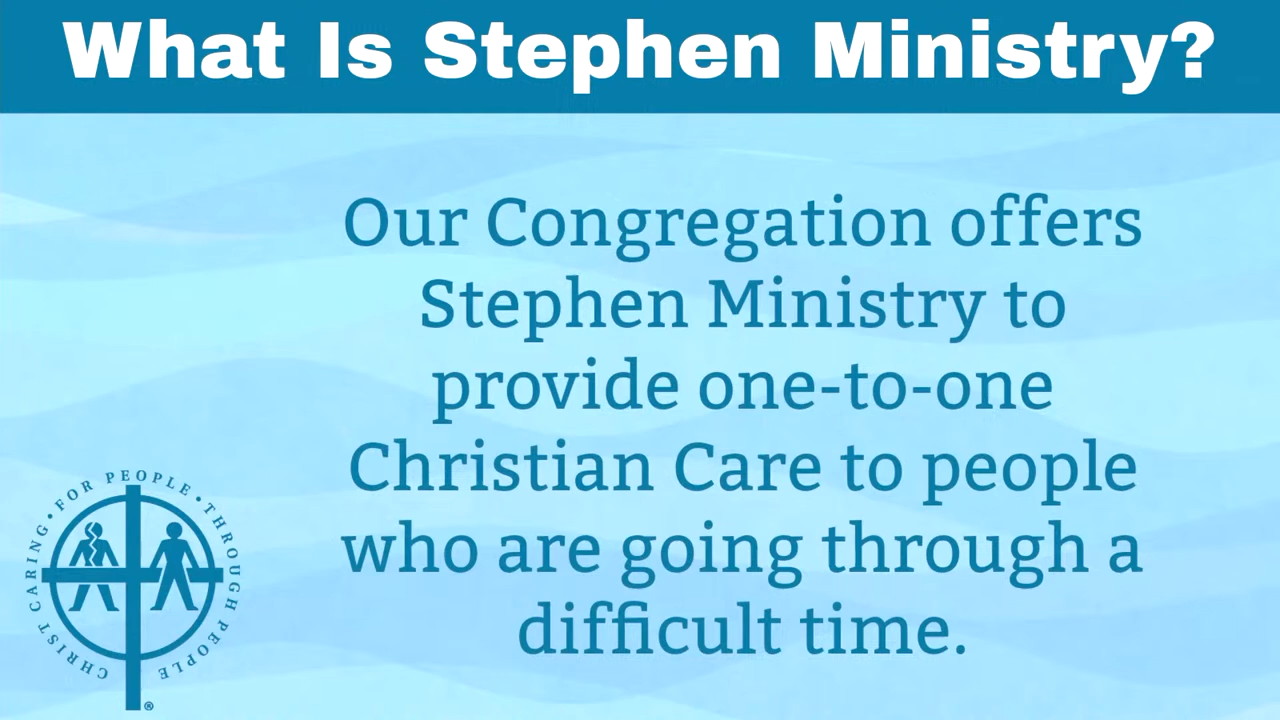 What Is Stephen Ministry?
Our Congregation offers
Stephen Ministry to
provide one-to-one
Christian Care to people
who are going through a
difficult time.
CHRIST CARING • FOR PEOPLE • THROUGH PEOPLE
®